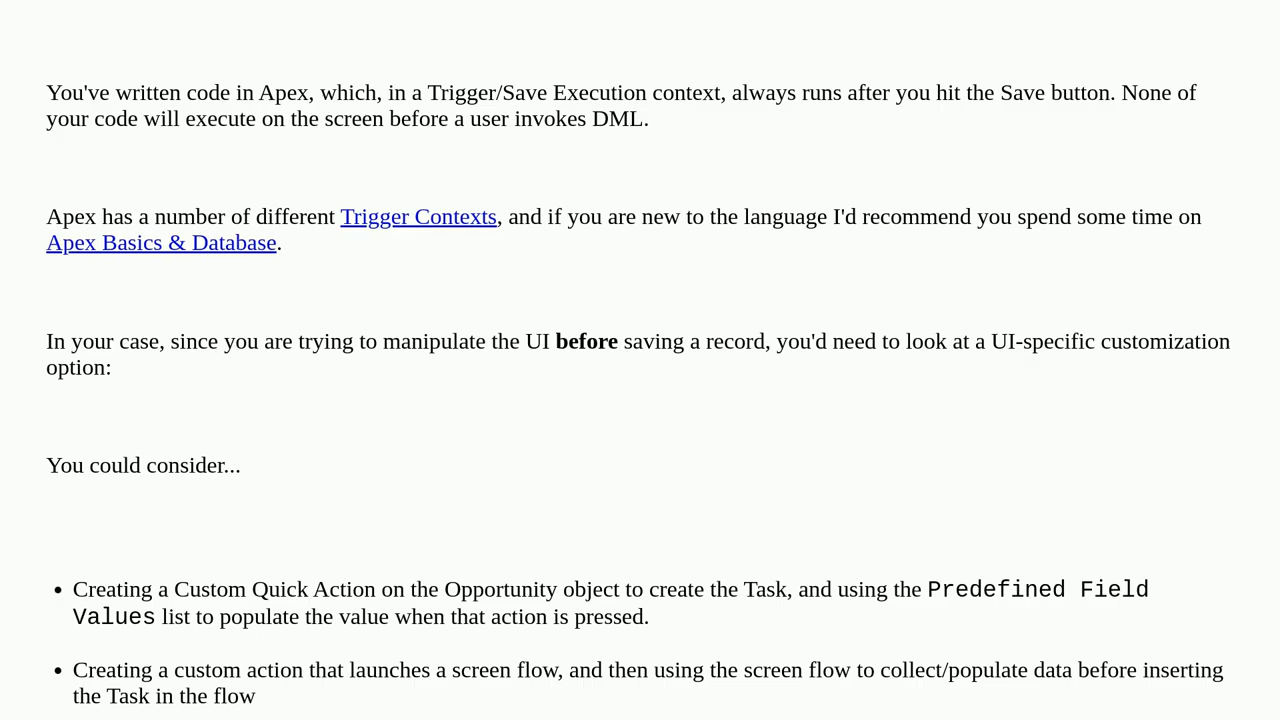 You've written code in Apex, which, in a Trigger/Save Execution context, always runs after you hit the Save button. None of
your code will execute on the screen before a user invokes DML.
Apex has a number of different Trigger Contexts, and if you are new to the language I'd recommend you spend some time on
Apex Basics & Database.
In your case, since you are trying to manipulate the UI before saving a record, you'd need to look at a UI-specific customization
option:
You could consider...
• Creating a Custom Quick Action on the Opportunity object to create the Task, and using the Predefined Field
Values list to populate the value when that action is pressed.
• Creating a custom action that launches a screen flow, and then using the screen flow to collect/populate data before inserting
the Task in the flow